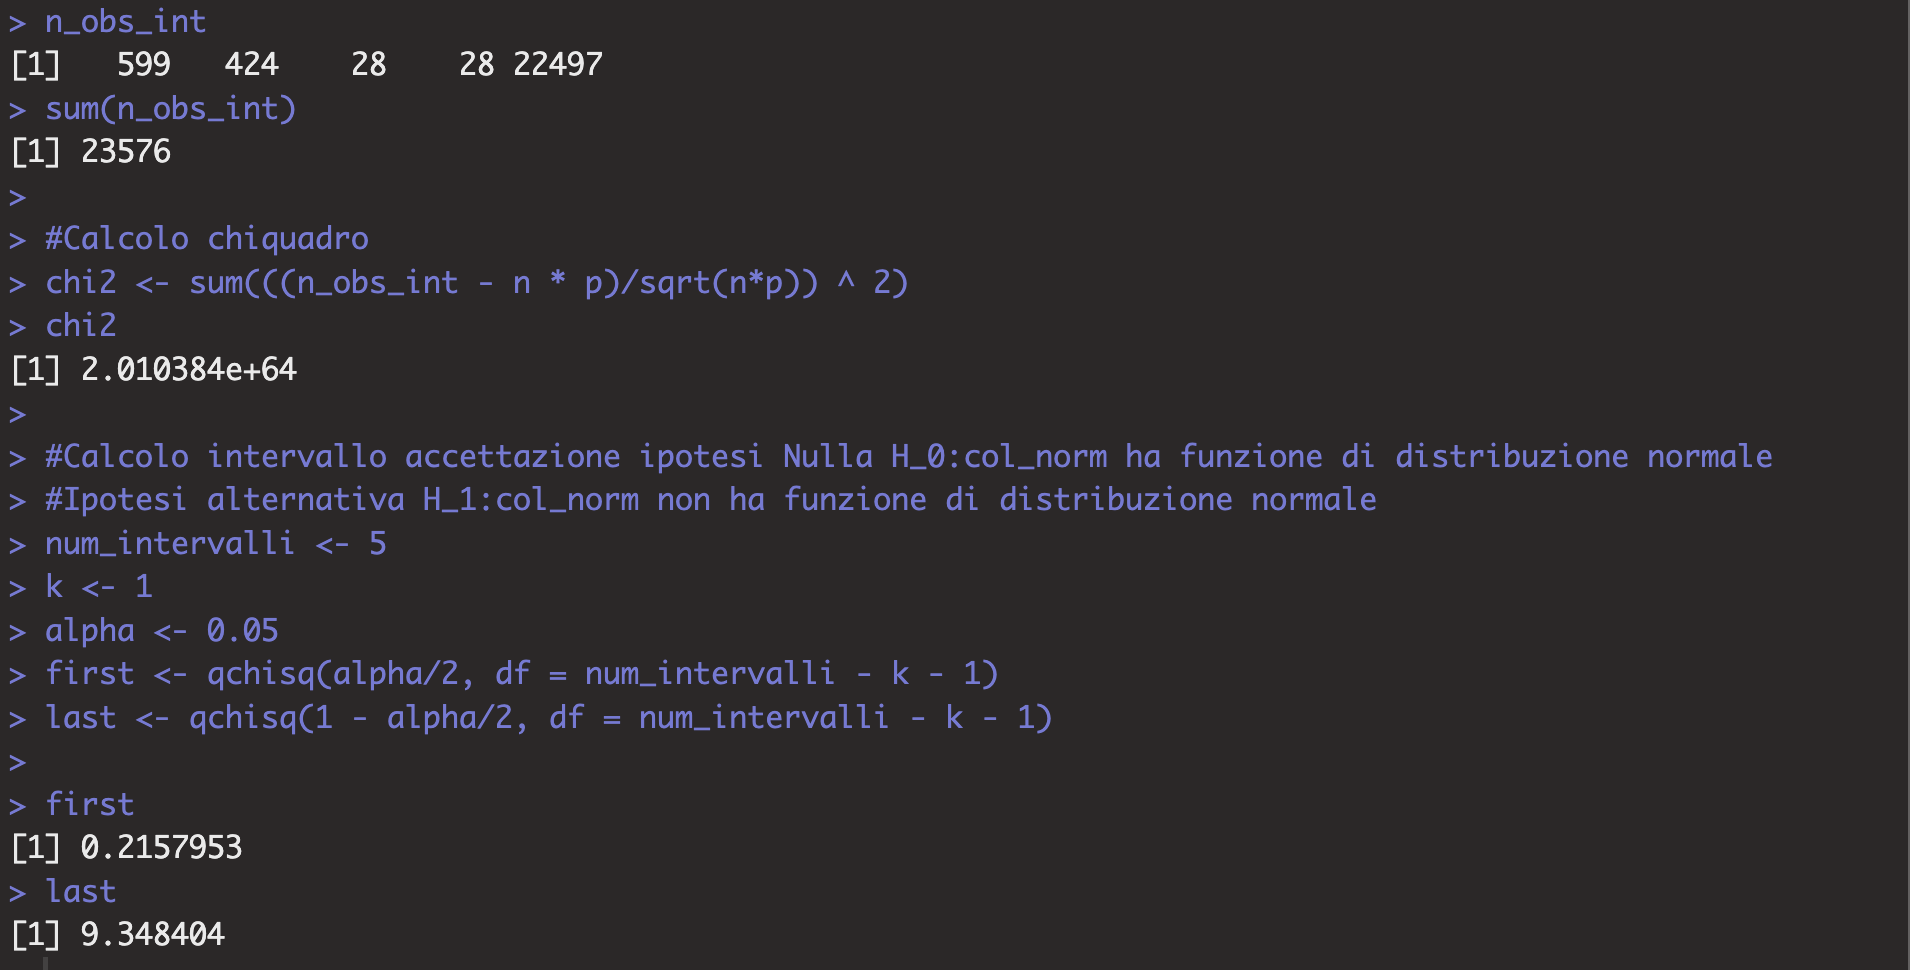 > n_obs_int
[1]   599   424    28    28 22497
> sum(n_obs_int)
[1] 23576
>
> #Calcolo chiquadro
> chi2 <- sum(((n_obs_int - n * p)/sqrt(n*p)) ^ 2)
> chi2
[1] 2.010384e+64
>
> #Calcolo intervallo accettazione ipotesi Nulla H_0:col_norm ha funzione di distribuzione normale
> #Ipotesi alternativa H_1:col_norm non ha funzione di distribuzione normale
> num_intervalli <- 5
> k <- 1
> alpha <- 0.05
> first <- qchisq(alpha/2, df = num_intervalli - k - 1)
> last <- qchisq(1 - alpha/2, df = num_intervalli - k - 1)
>
> first
[1] 0.2157953
> last
[1] 9.348404